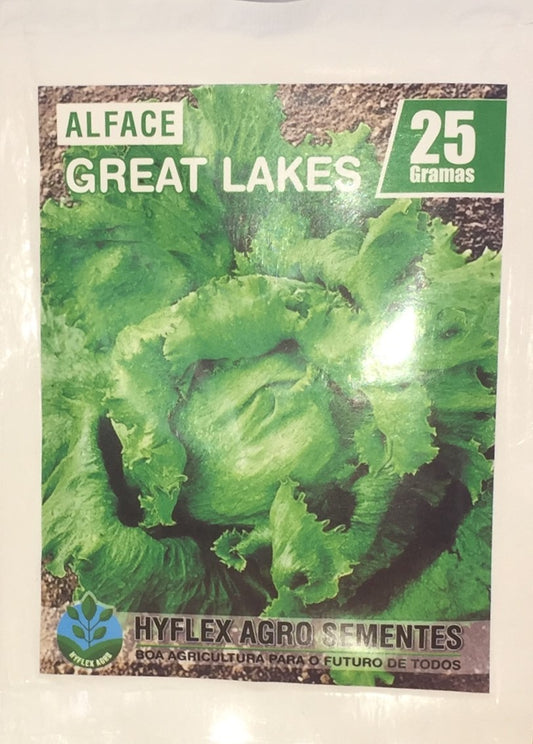 ALFACE
GREAT LAKES
25
Gramas
HYFLEX AGRO
HYFLEX AGRO SEMENTES
BOA AGRICULTURA PARA O FUTURO DE TODOS